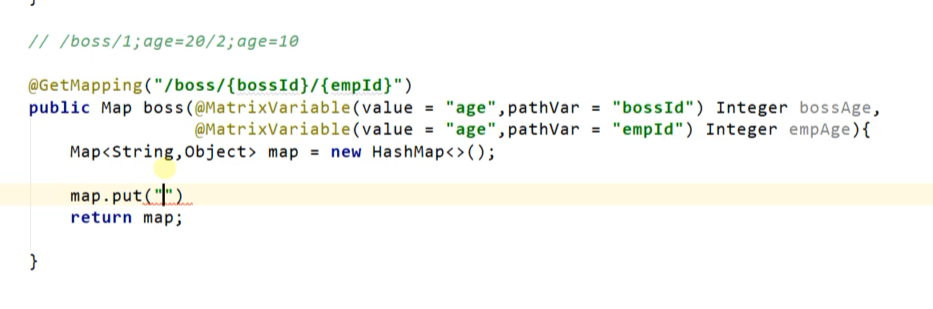 // /boss/1;age=20/2;age=10
@GetMapping("/boss/{bossId}/{empId}")
public Map boss(@MatrixVariable(value = "age",pathVar = "bossId") Integer bossAge,
@MatrixVariable(value = "age",pathVar = "empId") Integer empAge){
Map<String,Object> map = new HashMap<>();
map.put("")
return map;
}